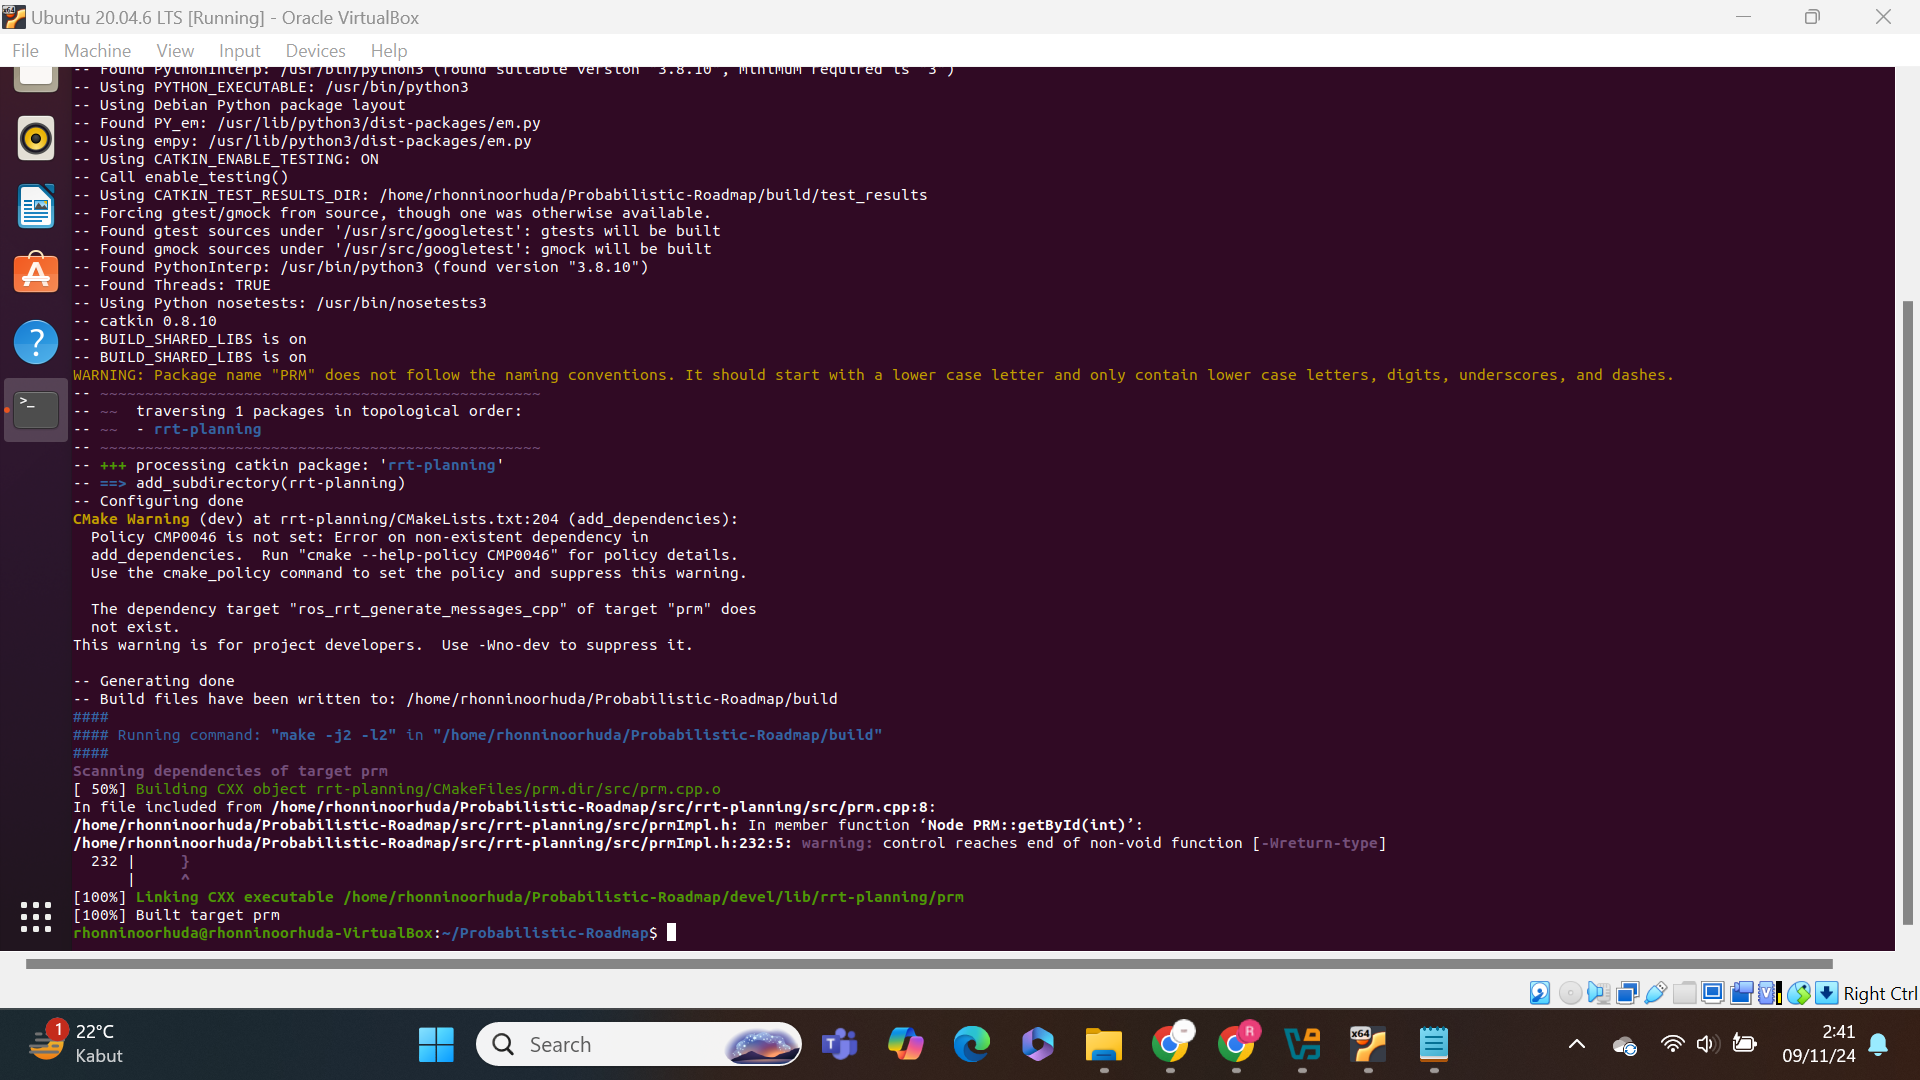 Ubuntu 20.04.6 LTS [Running] - Oracle VirtualBox
File Machine View Input Devices Help
-- Found PythonInterp: /usr/bin/python3 (found suitable version "3.8.10", minimum required is "3")
-- Using PYTHON_EXECUTABLE: /usr/bin/python3
-- Using Debian Python package layout
-- Found PY_em: /usr/lib/python3/dist-packages/em.py
-- Using empy: /usr/lib/python3/dist-packages/em.py
-- Using CATKIN_ENABLE_TESTING: ON
-- Call enable_testing()
-- Using CATKIN_TEST_RESULTS_DIR: /home/rhonninoorhuda/Probabilistic-Roadmap/build/test_results
-- Forcing gtest/gmock from source, though one was otherwise available.
-- Found gtest sources under '/usr/src/googletest': gtests will be built
-- Found gmock sources under '/usr/src/googletest': gmock will be built
-- Found PythonInterp: /usr/bin/python3 (found version "3.8.10")
-- Found Threads: TRUE
-- Using Python nosetests: /usr/bin/nosetests3
-- catkin 0.8.10
-- BUILD_SHARED_LIBS is on
-- BUILD_SHARED_LIBS is on
WARNING: Package name "PRM" does not follow the naming conventions. It should start with a lower case letter and only contain lower case letters, digits, underscores, and dashes.
-- ~~~~~~~~~~~~~~~~~~~~~~~~~~~~~~~~~~~~~~~~~~~~~~~~~
-- ~~  traversing 1 packages in topological order:
-- ~~  - rrt-planning
-- ~~~~~~~~~~~~~~~~~~~~~~~~~~~~~~~~~~~~~~~~~~~~~~~~~
-- +++ processing catkin package: 'rrt-planning'
-- ==> add_subdirectory(rrt-planning)
-- Configuring done
CMake Warning (dev) at rrt-planning/CMakeLists.txt:204 (add_dependencies):
Policy CMP0046 is not set: Error on non-existent dependency in
add_dependencies.  Run "cmake --help-policy CMP0046" for policy details.
Use the cmake_policy command to set the policy and suppress this warning.
The dependency target "ros_rrt_generate_messages_cpp" of target "prm" does
not exist.
This warning is for project developers.  Use -Wno-dev to suppress it.
-- Generating done
-- Build files have been written to: /home/rhonninoorhuda/Probabilistic-Roadmap/build
####
#### Running command: "make -j2 -l2" in "/home/rhonninoorhuda/Probabilistic-Roadmap/build"
####
Scanning dependencies of target prm
[ 50%] Building CXX object rrt-planning/CMakeFiles/prm.dir/src/prm.cpp.o
In file included from /home/rhonninoorhuda/Probabilistic-Roadmap/src/rrt-planning/src/prm.cpp:8:
/home/rhonninoorhuda/Probabilistic-Roadmap/src/rrt-planning/src/prmImpl.h: In member function ‘Node PRM::getById(int)’:
/home/rhonninoorhuda/Probabilistic-Roadmap/src/rrt-planning/src/prmImpl.h:232:5: warning: control reaches end of non-void function [-Wreturn-type]
232 |     }
|     ^
[100%] Linking CXX executable /home/rhonninoorhuda/Probabilistic-Roadmap/devel/lib/rrt-planning/prm
[100%] Built target prm
rhonninoorhuda@rhonninoorhuda-VirtualBox:~/Probabilistic-Roadmap$
Right Ctrl
1
22°C
Kabut
Search
R
x64
2:41
09/11/24